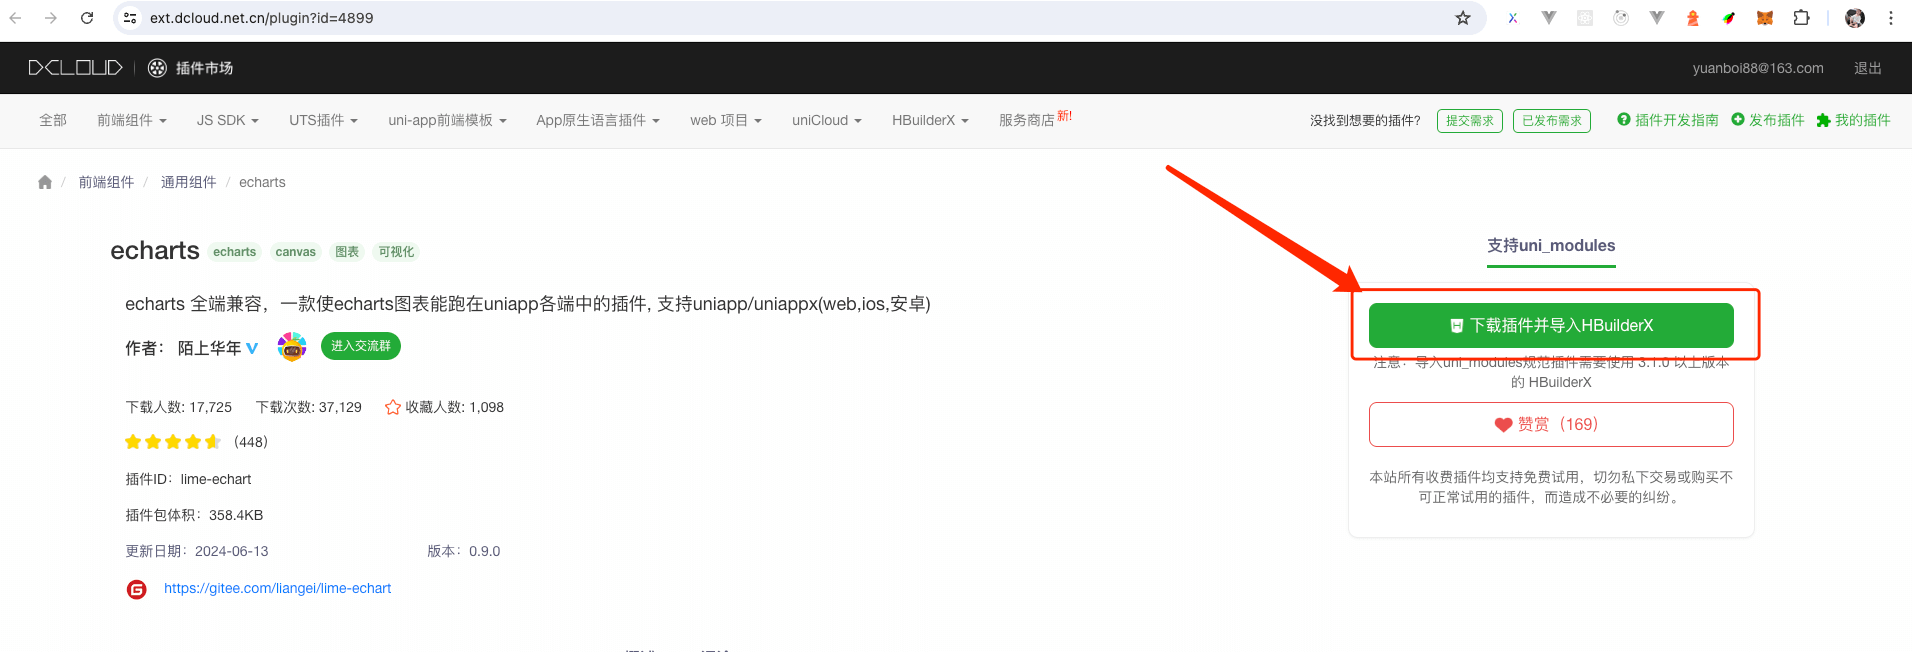 ext.dcloud.net.cn/plugin?id=4899
DCLOUD 插件市场 yuanboi88@163.com 退出
全部 前端组件 JS SDK UTS插件 uni-app前端模板 App原生语言插件 web 项目 uniCloud HBuilderX 服务商店 新! 没找到想要的插件? 提交需求 已发布需求 插件开发指南 发布插件 我的插件
/ 前端组件 / 通用组件 / echarts
echarts echarts canvas 图表 可视化
支持uni_modules
echarts 全端兼容，一款使echarts图表能跑在uniapp各端中的插件, 支持uniapp/uniappx(web,ios,安卓)
下载插件并导入HBuilderX
作者： 陌上华年 进入交流群
注意：导入uni_modules规范插件需要使用 3.1.0 以上版本
的 HBuilderX
下载人数: 17,725 下载次数: 37,129 收藏人数: 1,098
赞赏（169）
(448)
插件ID：lime-echart
本站所有收费插件均支持免费试用，切勿私下交易或购买不
可正常试用的插件，而造成不必要的纠纷。
插件包体积：358.4KB
更新日期：2024-06-13 版本：0.9.0
https://gitee.com/liangei/lime-echart